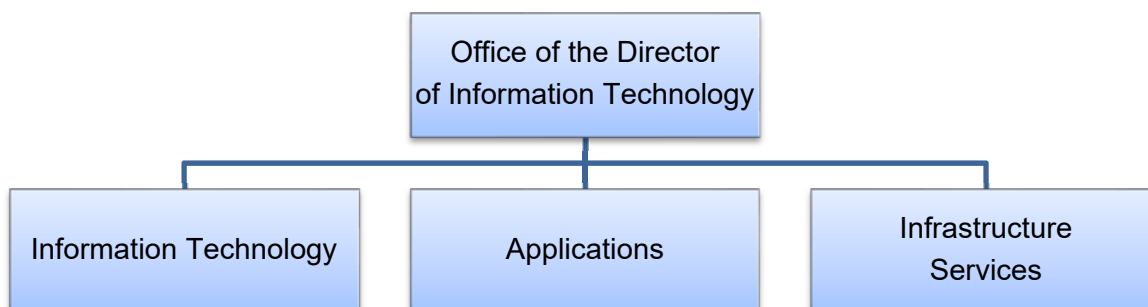 Office of the Director
of Information Technology
Information Technology
Applications
Infrastructure
Services